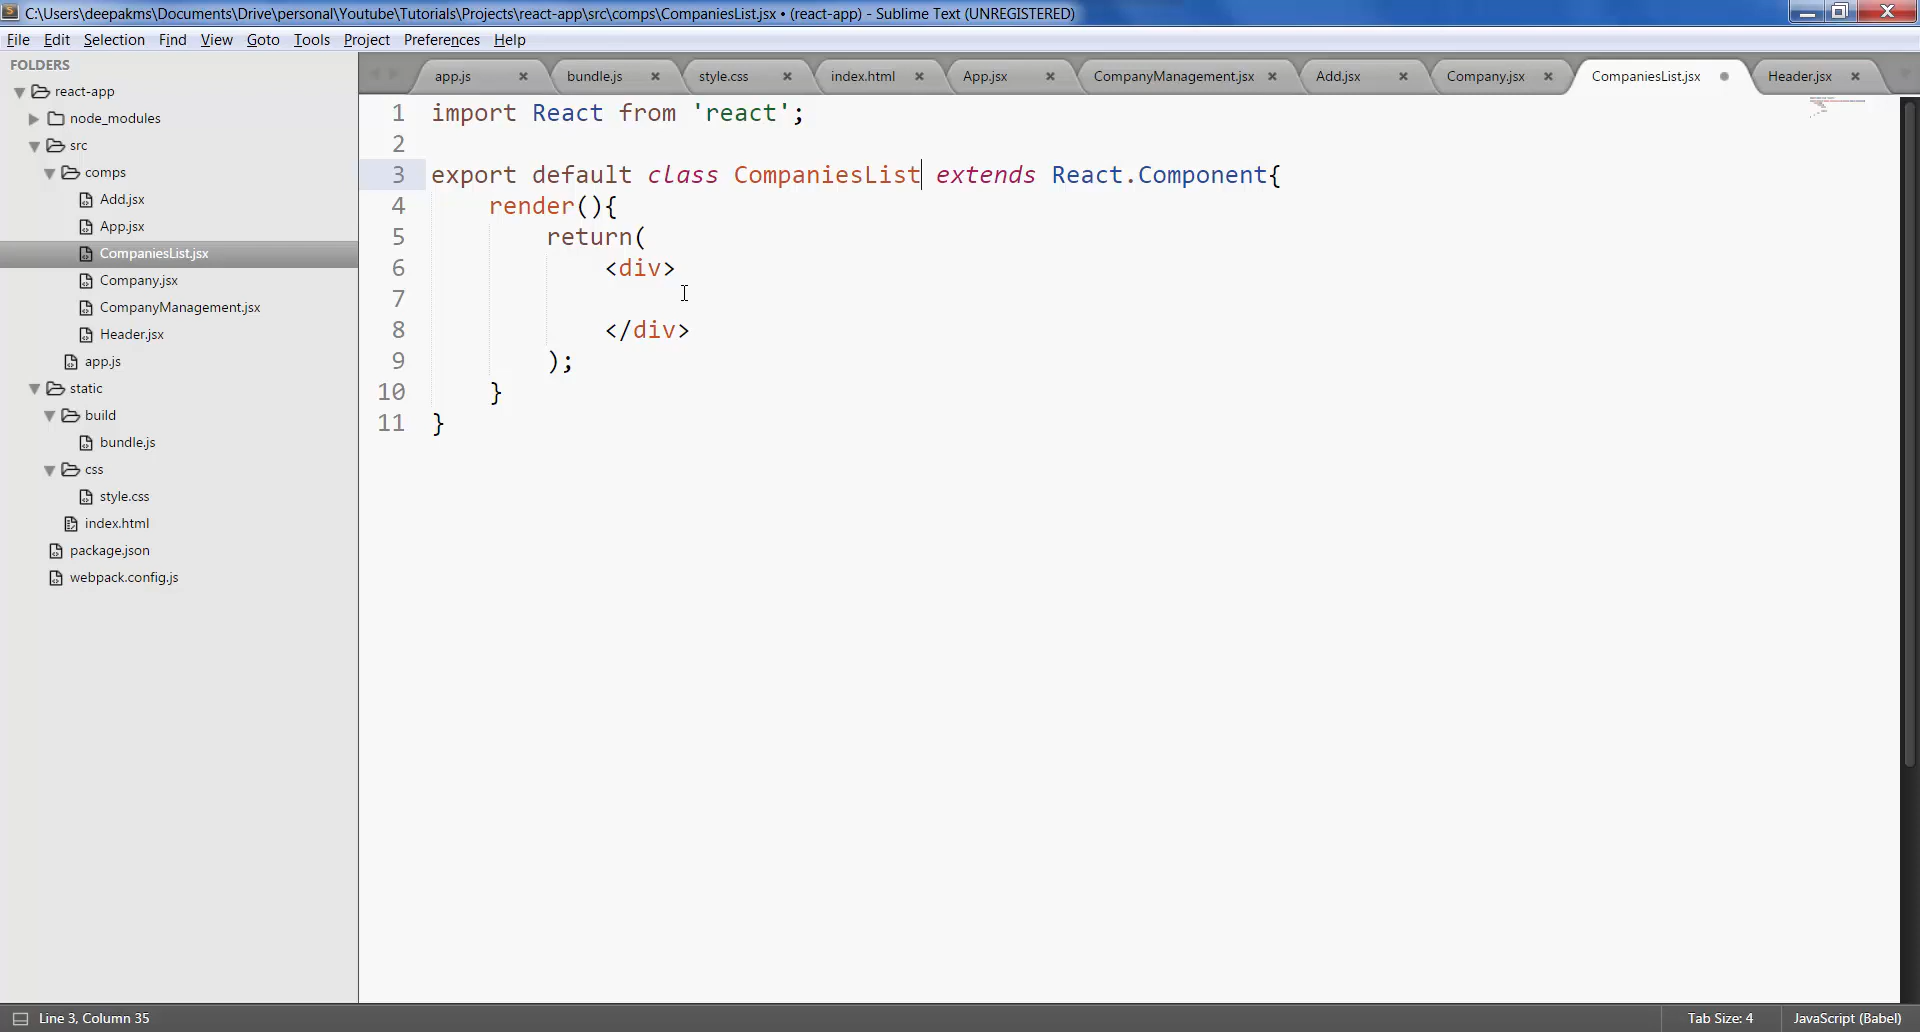 C:\Users\deepakms\Documents\Drive\personal\Youtube\Tutorials\Projects\react-app\src\comps\CompaniesList.jsx • (react-app) - Sublime Text (UNREGISTERED)
File Edit Selection Find View Goto Tools Project Preferences Help
FOLDERS
react-app
node_modules
src
comps
Add.jsx
App.jsx
CompaniesList.jsx
Company.jsx
CompanyManagement.jsx
Header.jsx
app.js
static
build
bundle.js
css
style.css
index.html
package.json
webpack.config.js
app.js bundle.js style.css index.html App.jsx CompanyManagement.jsx Add.jsx Company.jsx CompaniesList.jsx Header.jsx
1 import React from 'react';
2
3 export default class CompaniesList extends React.Component{
4 render(){
5 return(
6 <div>
7
8 </div>
9 );
10 }
11 }
Line 3, Column 35
Tab Size: 4
JavaScript (Babel)